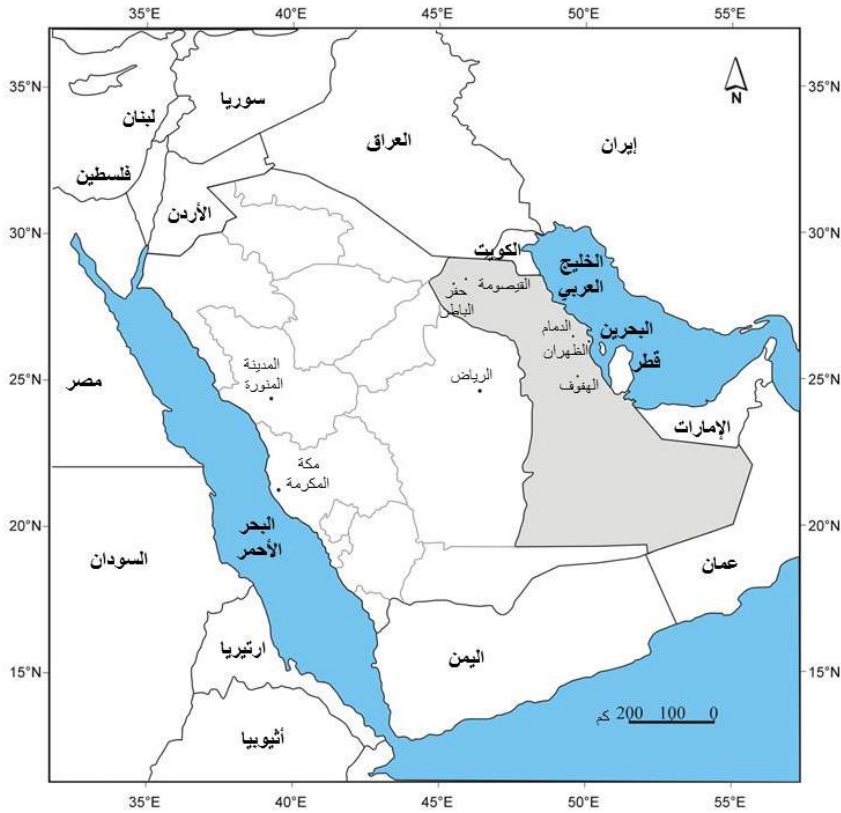 35°E 40°E 45°E 50°E 55°E
35°N 35°N
N
سوريا
لبنان
العراق
إيران
فلسطين
الأردن
30°N 30°N
الكويت
الخليج
العربي
القيصومة
حفر
الباطن
الدمام
الظهران
البحرين
قطر
المدينة
المنورة
الرياض
الهفوف
25°N 25°N
مصر
الإمارات
مكة
المكرمة
20°N 20°N
البحر
الأحمر
السودان
عمان
ارتيريا
اليمن
15°N 15°N
أثيوبيا
كم 200 100 0
35°E 40°E 45°E 50°E 55°E